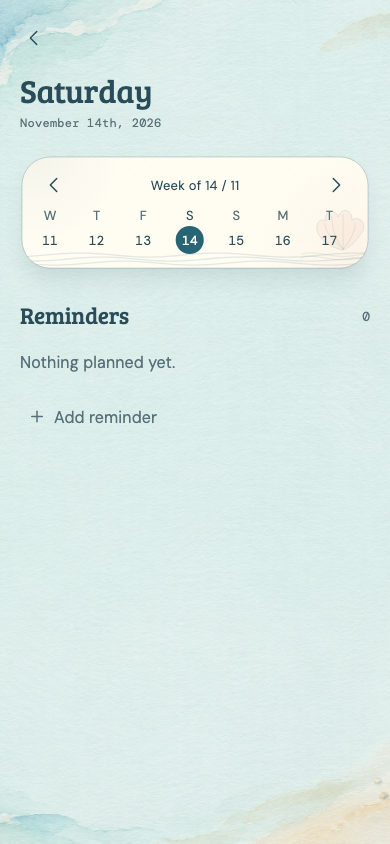 Saturday
November 14th, 2026
Week of 14 / 11
W T F S S M T
11 12 13 14 15 16 17
Reminders 0
Nothing planned yet.
+ Add reminder